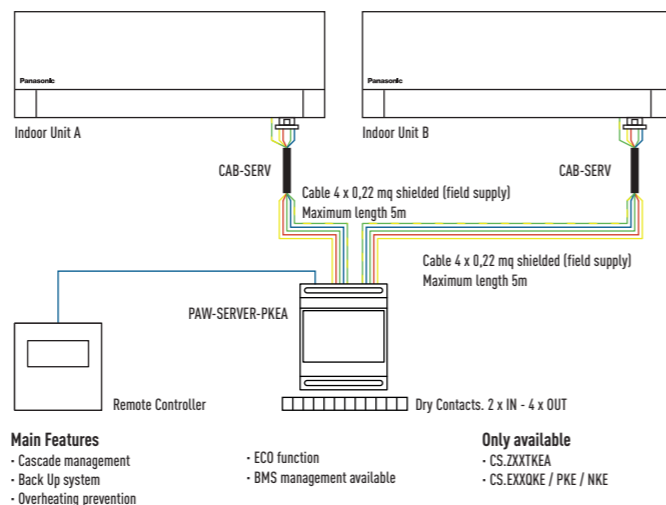 Panasonic
Panasonic
Indoor Unit A
Indoor Unit B
CAB-SERV
CAB-SERV
Cable 4 x 0,22 mq shielded (field supply)
Maximum length 5m
Cable 4 x 0,22 mq shielded (field supply)
Maximum length 5m
PAW-SERVER-PKEA
Remote Controller
Dry Contacts. 2 x IN - 4 x OUT
Main Features
· Cascade management
· Back Up system
· Overheating prevention
· ECO function
· BMS management available
Only available
· CS.ZXXTKEA
· CS.EXXQKE / PKE / NKE